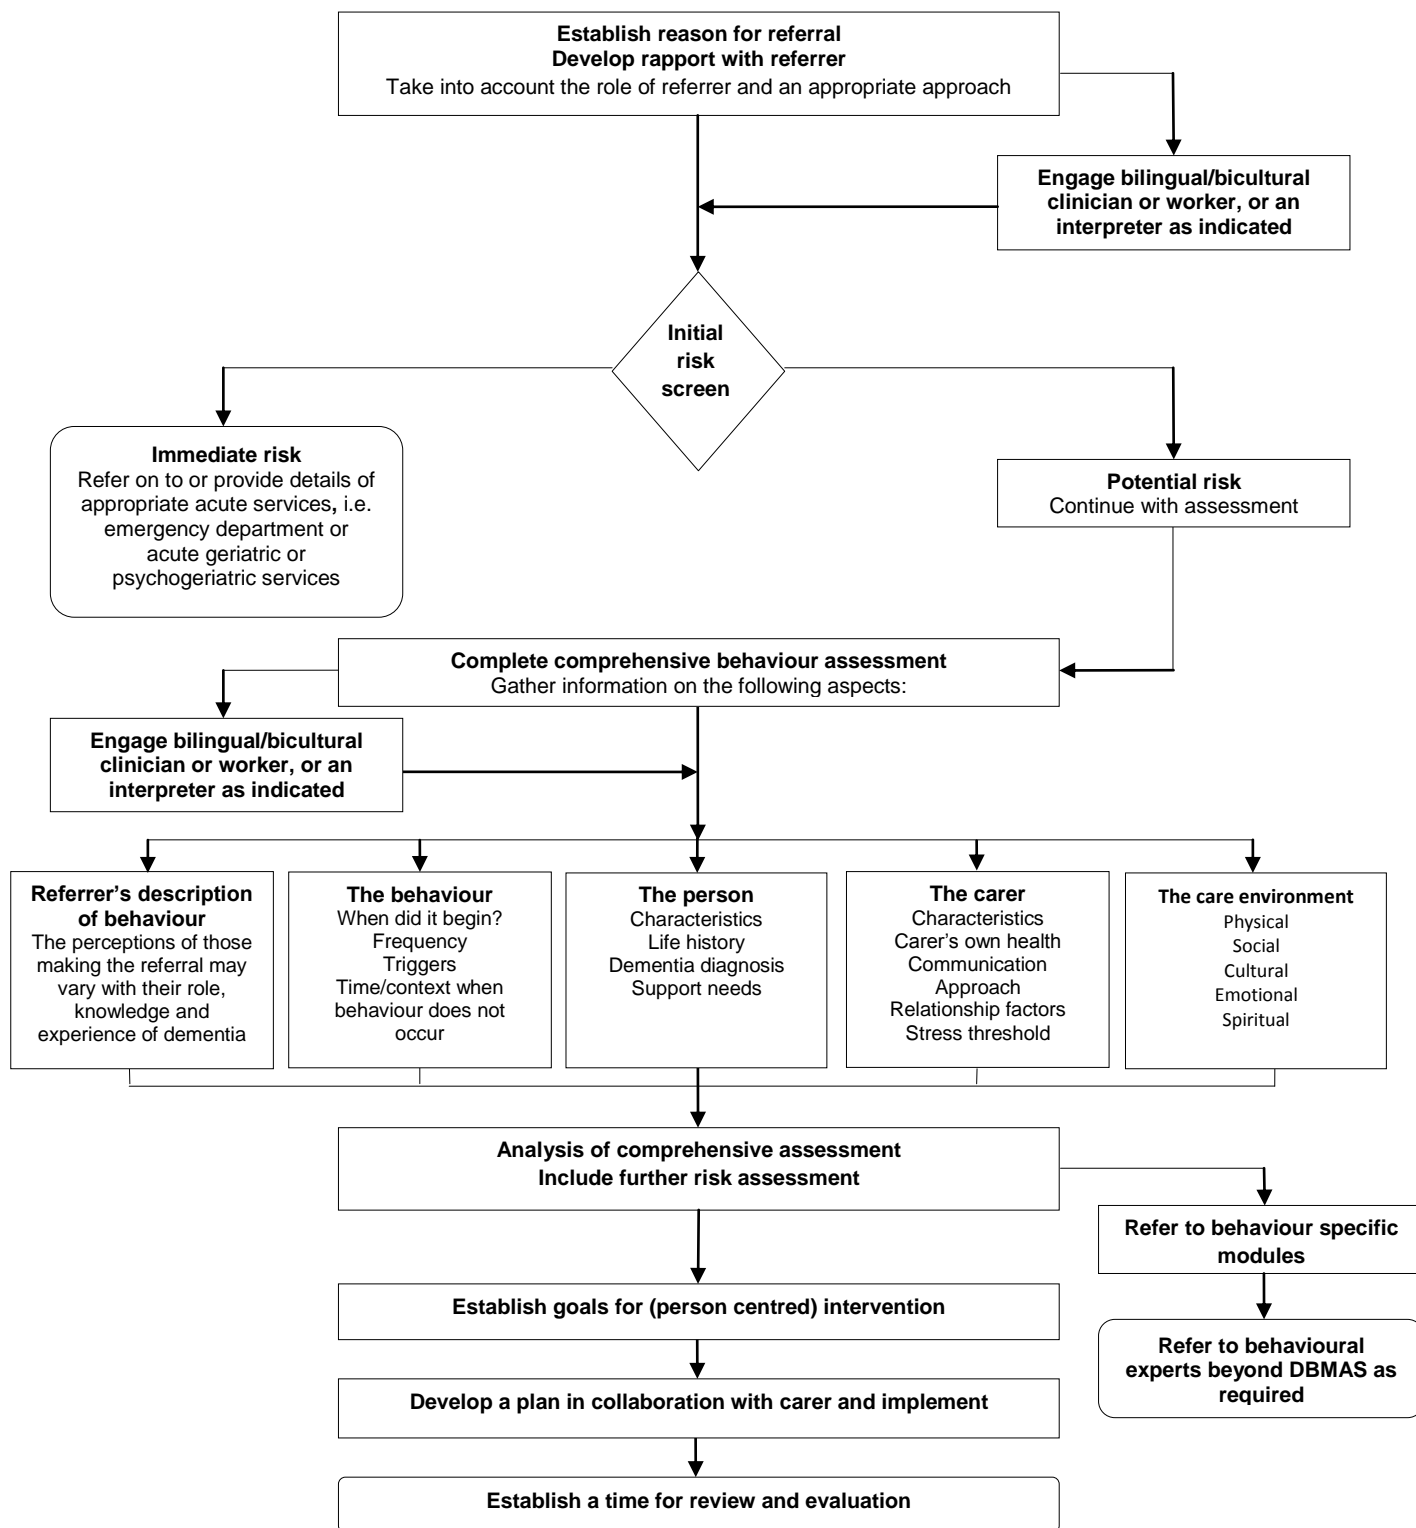 Establish reason for referral
Develop rapport with referrer
Take into account the role of referrer and an appropriate approach
Engage bilingual/bicultural
clinician or worker, or an
interpreter as indicated
Initial
risk
screen
Immediate risk
Refer on to or provide details of
appropriate acute services, i.e.
emergency department or
acute geriatric or
psychogeriatric services
Potential risk
Continue with assessment
Complete comprehensive behaviour assessment
Gather information on the following aspects:
Engage bilingual/bicultural
clinician or worker, or an
interpreter as indicated
Referrer’s description
of behaviour
The perceptions of those
making the referral may
vary with their role,
knowledge and
experience of dementia
The behaviour
When did it begin?
Frequency
Triggers
Time/context when
behaviour does not
occur
The person
Characteristics
Life history
Dementia diagnosis
Support needs
The carer
Characteristics
Carer’s own health
Communication
Approach
Relationship factors
Stress threshold
The care environment
Physical
Social
Cultural
Emotional
Spiritual
Analysis of comprehensive assessment
Include further risk assessment
Refer to behaviour specific
modules
Establish goals for (person centred) intervention
Refer to behavioural
experts beyond DBMAS as
required
Develop a plan in collaboration with carer and implement
Establish a time for review and evaluation